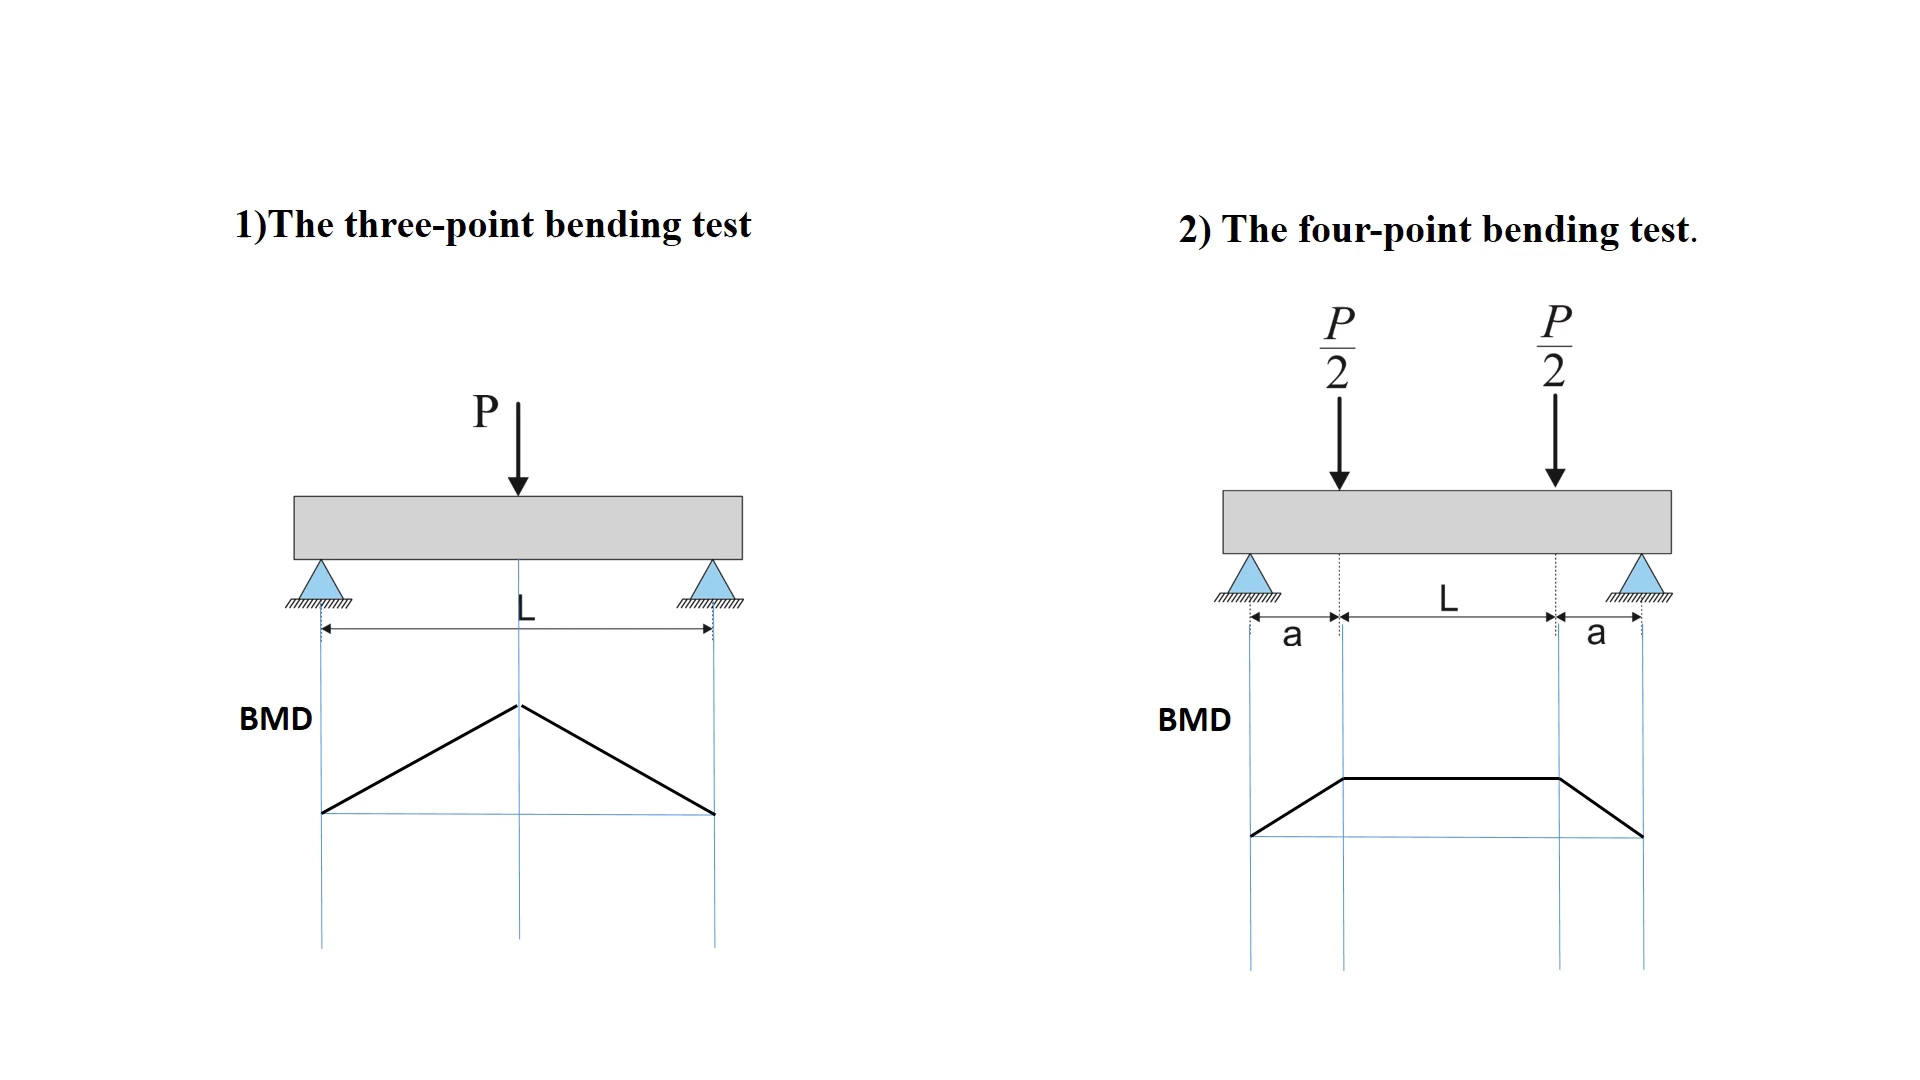 1)The three-point bending test
P
L
BMD
2) The four-point bending test.
P
2
P
2
L
a
a
BMD